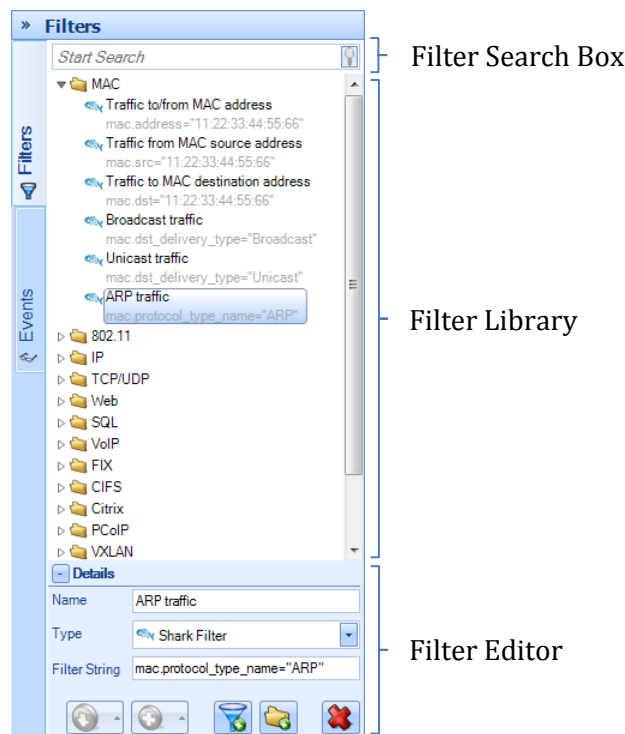 » Filters
Start Search
Filter Search Box
Filters
Events
MAC
Traffic to/from MAC address
mac.address="11:22:33:44:55:66"
Traffic from MAC source address
mac.src="11:22:33:44:55:66"
Traffic to MAC destination address
mac.dst="11:22:33:44:55:66"
Broadcast traffic
mac.dst_delivery_type="Broadcast"
Unicast traffic
mac.dst_delivery_type="Unicast"
ARP traffic
mac.protocol_type_name="ARP"
802.11
IP
TCP/UDP
Web
SQL
VoIP
FIX
CIFS
Citrix
PCoIP
VXLAN
Filter Library
Details
Name ARP traffic
Type Shark Filter
Filter String mac.protocol_type_name="ARP"
Filter Editor